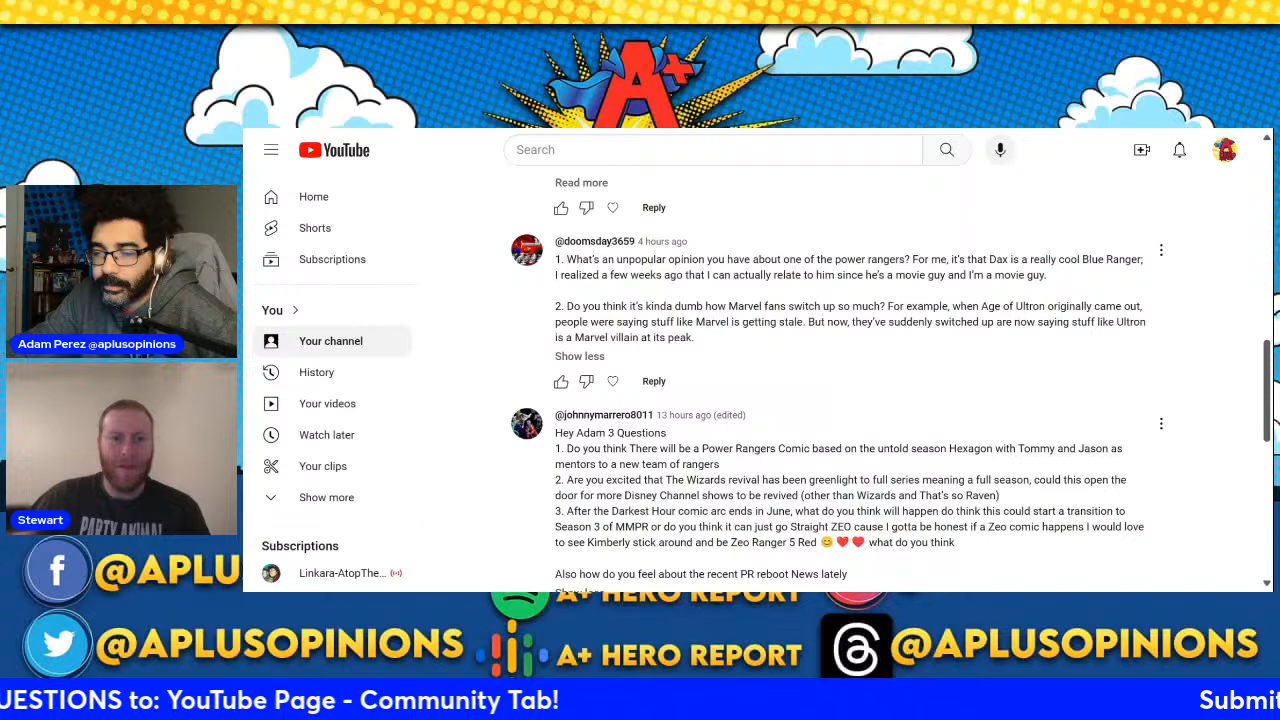 A+
YouTube
Search
Home
Shorts
Subscriptions
You
Your channel
History
Your videos
Watch later
Your clips
Show more
Subscriptions
Linkara-AtopThe...
Read more
Reply
@doomsday3659 4 hours ago
1. What's an unpopular opinion you have about one of the power rangers? For me, it's that Dax is a really cool Blue Ranger;
I realized a few weeks ago that I can actually relate to him since he's a movie guy and I'm a movie guy.
2. Do you think it's kinda dumb how Marvel fans switch up so much? For example, when Age of Ultron originally came out,
people were saying stuff like Marvel is getting stale. But now, they've suddenly switched up are now saying stuff like Ultron
is a Marvel villain at its peak.
Show less
Reply
@johnnymarrero8011 13 hours ago (edited)
Hey Adam 3 Questions
1. Do you think There will be a Power Rangers Comic based on the untold season Hexagon with Tommy and Jason as
mentors to a new team of rangers
2. Are you excited that The Wizards revival has been greenlight to full series meaning a full season, could this open the
door for more Disney Channel shows to be revived (other than Wizards and That's so Raven)
3. After the Darkest Hour comic arc ends in June, what do you think will happen do think this could start a transition to
Season 3 of MMPR or do you think it can just go Straight ZEO cause I gotta be honest if a Zeo comic happens I would love
to see Kimberly stick around and be Zeo Ranger 5 Red 😊❤️❤️ what do you think
Also how do you feel about the recent PR reboot News lately
Show less
Adam Perez @aplusopinions
PARTY ANIMAL
Stewart
@APLU
A+ HERO REPORT
@APLUSOPINIONS
A+ HERO REPORT
@APLUSOPINIONS
UESTIONS to: YouTube Page - Community Tab!
Submit